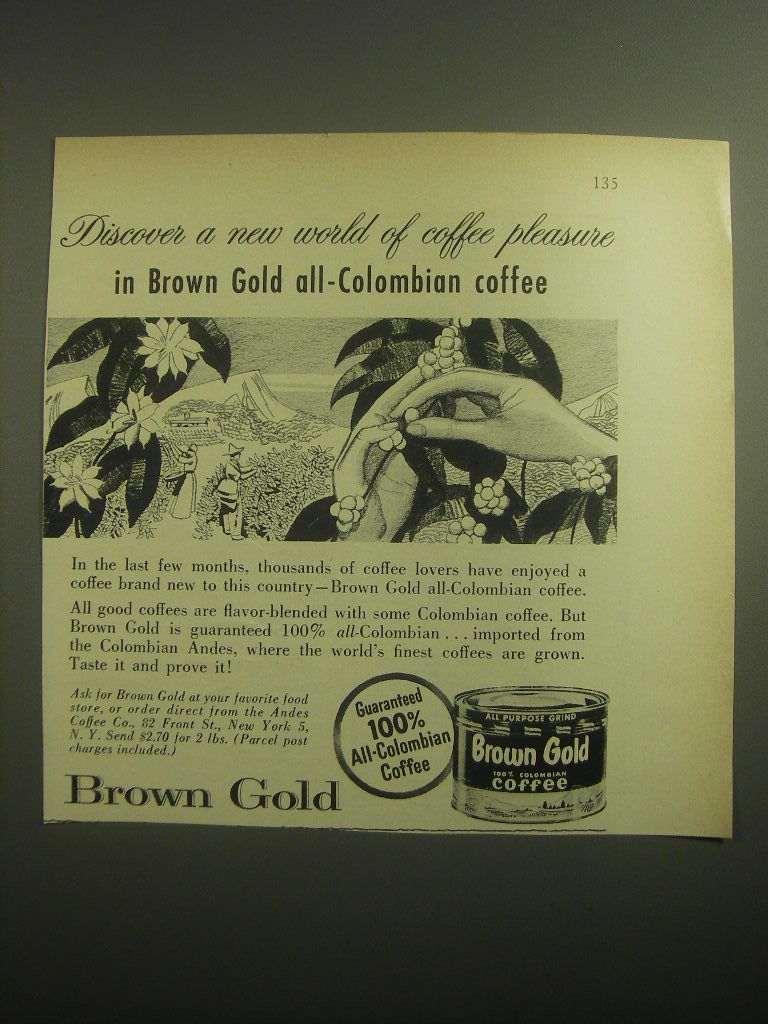 135
Discover a new world of coffee pleasure
in Brown Gold all-Colombian coffee
In the last few months, thousands of coffee lovers have enjoyed a
coffee brand new to this country—Brown Gold all-Colombian coffee.
All good coffees are flavor-blended with some Colombian coffee. But
Brown Gold is guaranteed 100% all-Colombian . . . imported from
the Colombian Andes, where the world's finest coffees are grown.
Taste it and prove it!
Ask for Brown Gold at your favorite food
store, or order direct from the Andes
Coffee Co., 82 Front St., New York 5,
N. Y. Send $2.70 for 2 lbs. (Parcel post
charges included.)
Brown Gold
Guaranteed
100%
All-Colombian
Coffee
ALL PURPOSE GRIND
Brown Gold
100% COLOMBIAN
coffee